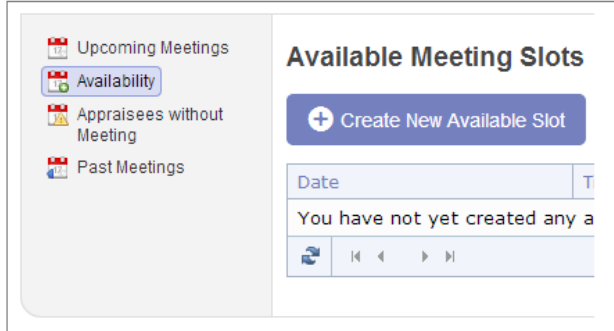 Upcoming Meetings
Availability
Appraisees without
Meeting
Past Meetings
Available Meeting Slots
Create New Available Slot
Date
You have not yet created any